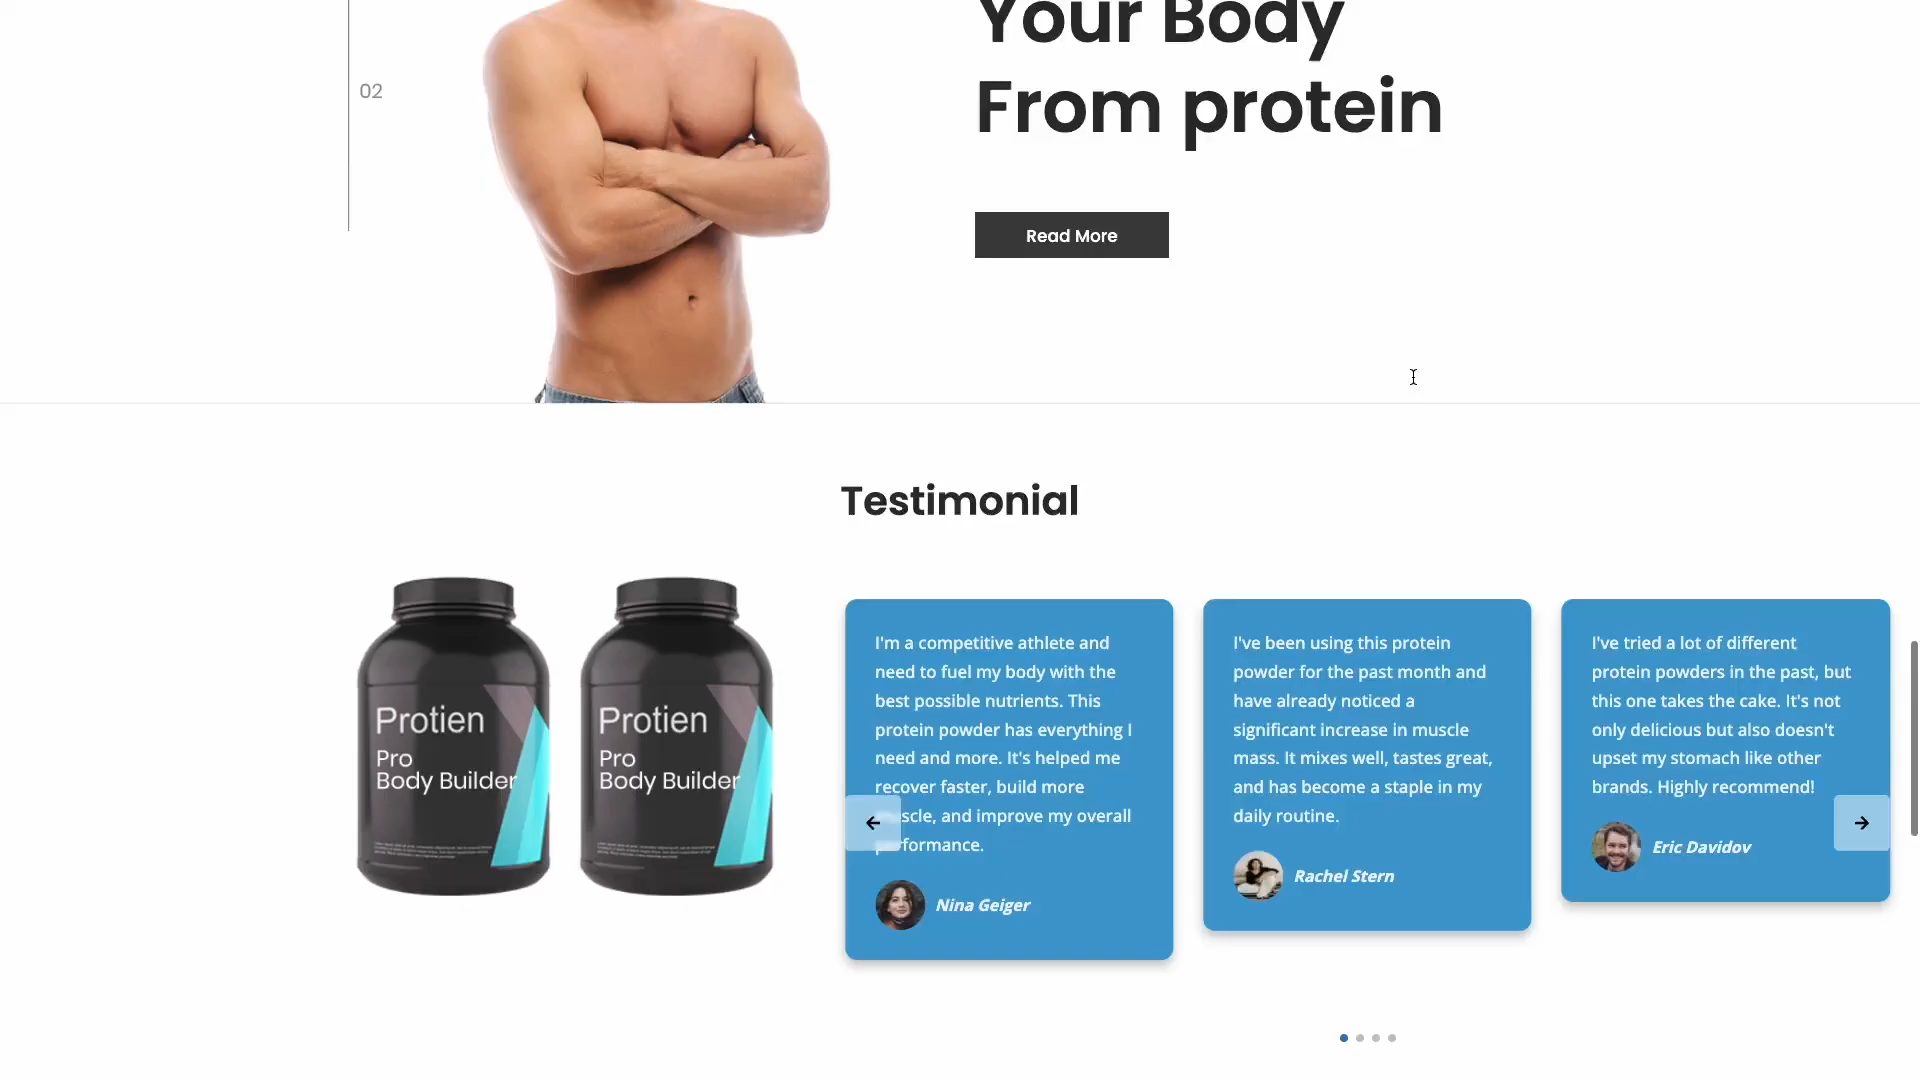 Your Body
From protein
02
Read More
Testimonial
Protien
Pro
Body Builder
Protien
Pro
Body Builder
I'm a competitive athlete and
need to fuel my body with the
best possible nutrients. This
protein powder has everything I
need and more. It's helped me
recover faster, build more
muscle, and improve my overall
performance.
Nina Geiger
I've been using this protein
powder for the past month and
have already noticed a
significant increase in muscle
mass. It mixes well, tastes great,
and has become a staple in my
daily routine.
Rachel Stern
I've tried a lot of different
protein powders in the past, but
this one takes the cake. It's not
only delicious but also doesn't
upset my stomach like other
brands. Highly recommend!
Eric Davidov